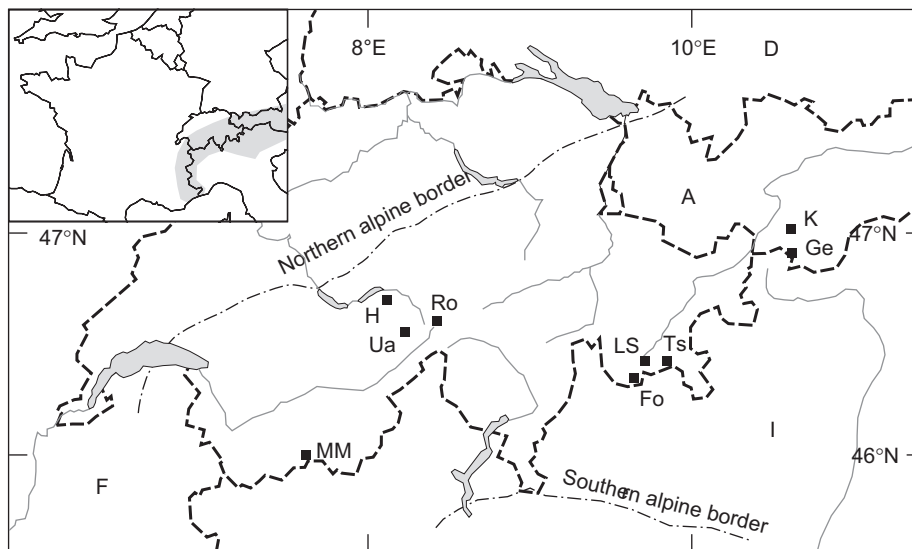 8°E
10°E
D
Northern alpine border
A
47°N
K
47°N
Ge
H
Ro
Ua
LS
Ts
Fo
MM
I
46°N
F
Southern alpine border